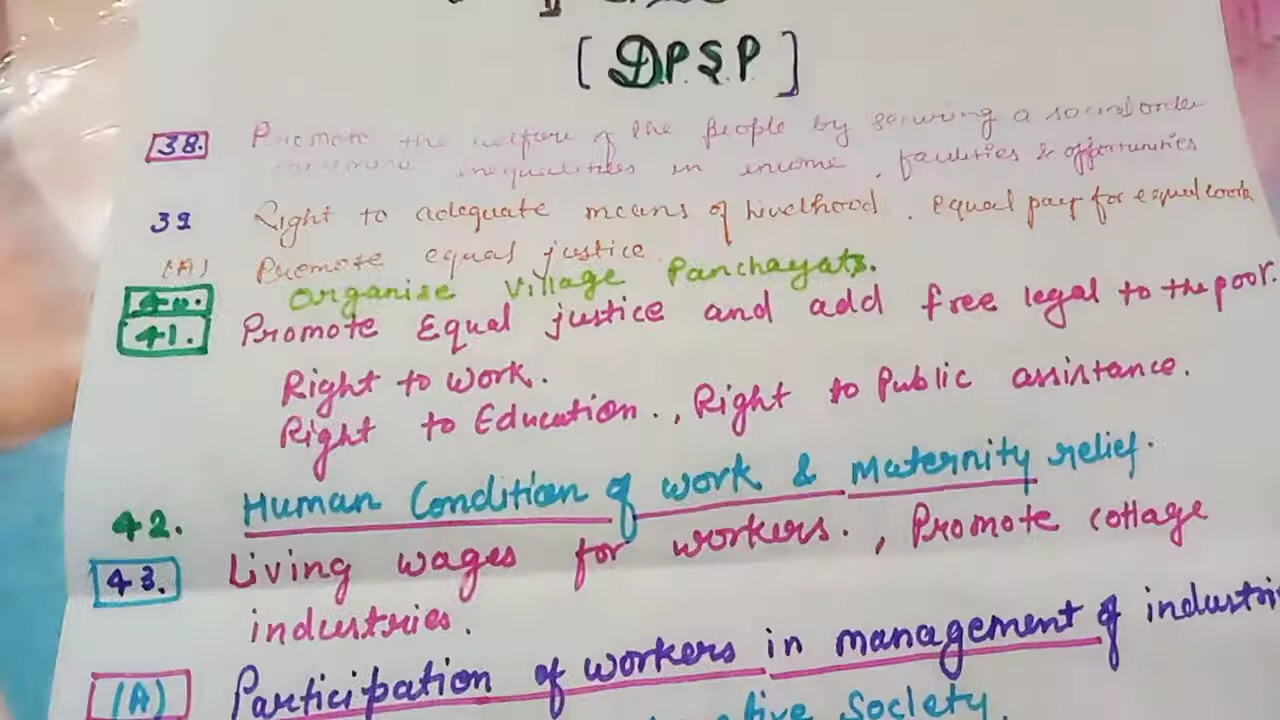 [ D.P.S.P ]
38. Promote the welfare of the people by securing a social order
inequalities in income, facilities & opportunities
39 Right to adequate means of livelhood. equal pay for equal work
(A) Promote equal justice
40. Organise Village Panchayats.
41. Promote Equal justice and add free legal to the poor.
Right to work.
Right to Education., Right to Public assistance.
42. Human Condition of work & Maternity relief.
43. Living wages for workers., Promote cottage
industries.
(A) Participation of workers in management of industri
ative Society.